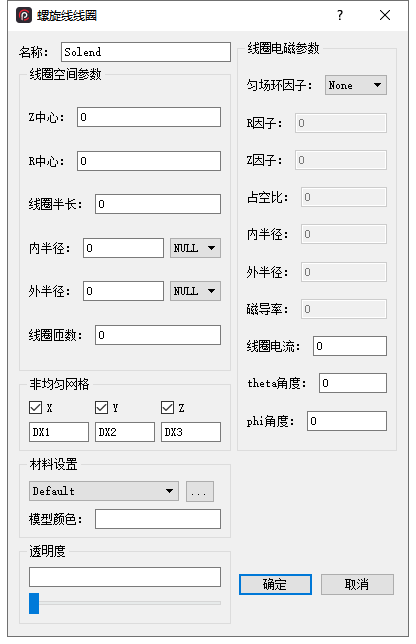 螺旋线线圈
名称： Solend
线圈空间参数
Z中心： 0
R中心： 0
线圈半长： 0
内半径： 0 NULL
外半径： 0 NULL
线圈匝数： 0
非均匀网格
X Y Z
DX1 DX2 DX3
材料设置
Default ...
模型颜色：
透明度
线圈电磁参数
匀场环因子： None
R因子： 0
Z因子： 0
占空比： 0
内半径： 0
外半径： 0
磁导率： 0
线圈电流： 0
theta角度： 0
phi角度： 0
确定 取消